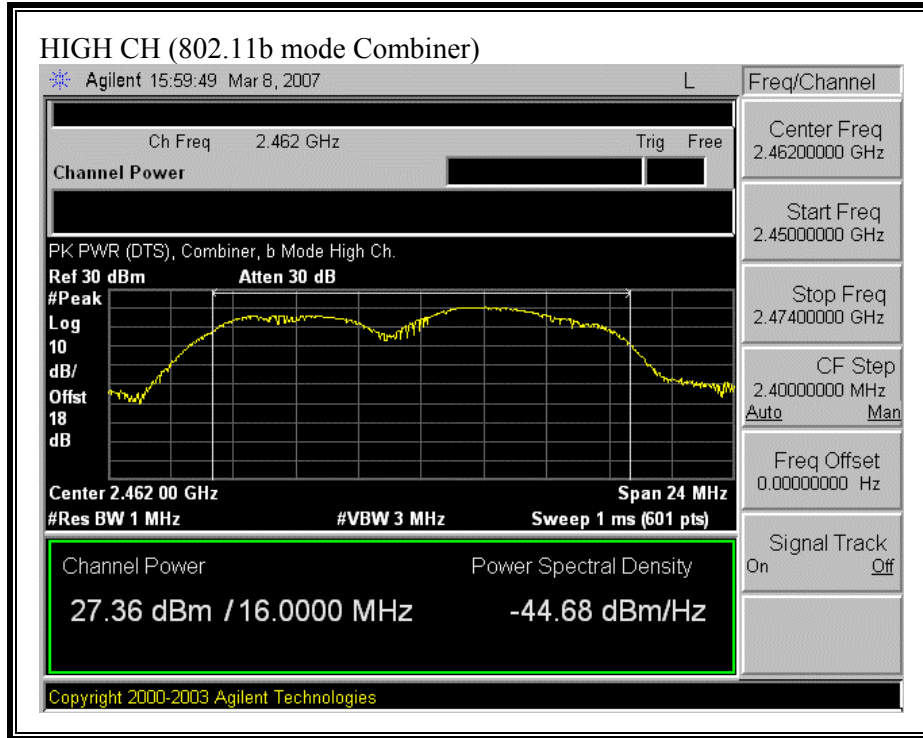 HIGH CH (802.11b mode Combiner)
Agilent 15:59:49 Mar 8, 2007 L
Freq/Channel
Ch Freq 2.462 GHz Trig Free
Channel Power
PK PWR (DTS), Combiner, b Mode High Ch.
Ref 30 dBm Atten 30 dB
#Peak
Log
10
dB/
Offst
18
dB
Center 2.462 00 GHz Span 24 MHz
#Res BW 1 MHz #VBW 3 MHz Sweep 1 ms (601 pts)
Channel Power Power Spectral Density
27.36 dBm / 16.0000 MHz -44.68 dBm/Hz
Copyright 2000-2003 Agilent Technologies
Center Freq
2.46200000 GHz
Start Freq
2.45000000 GHz
Stop Freq
2.47400000 GHz
CF Step
2.40000000 MHz
Auto Man
Freq Offset
0.00000000 Hz
Signal Track
On Off